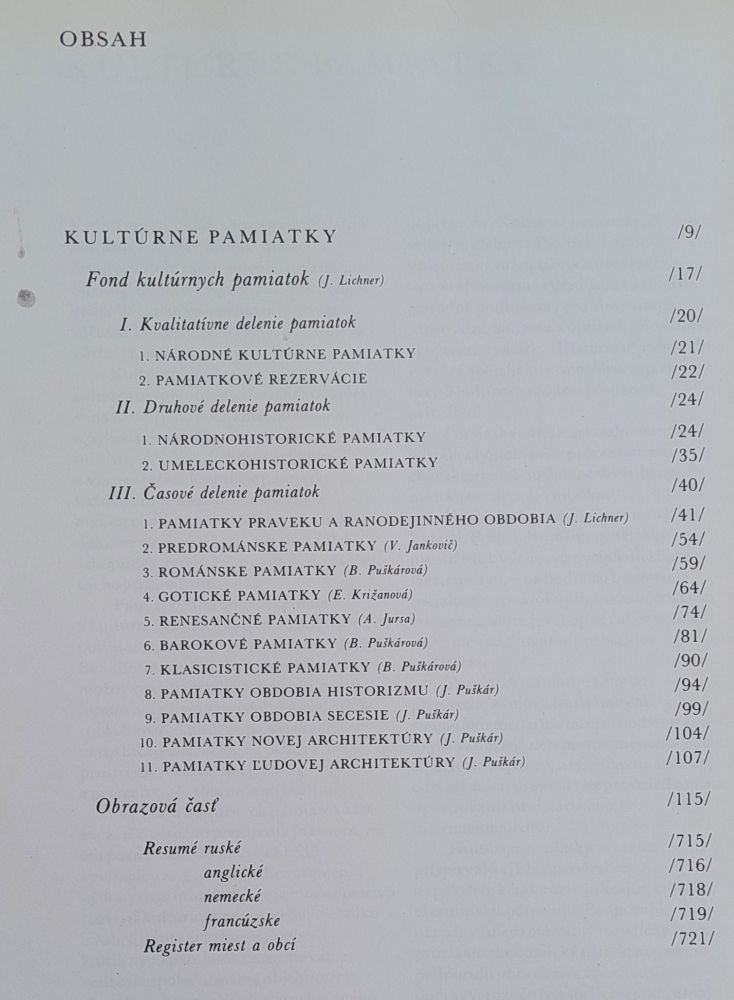 OBSAH
KULTÚRNE PAMIATKY /9/
Fond kultúrnych pamiatok (J. Lichner) /17/
I. Kvalitatívne delenie pamiatok /20/
1. NÁRODNÉ KULTÚRNE PAMIATKY /21/
2. PAMIATKOVÉ REZERVÁCIE /22/
II. Druhové delenie pamiatok /24/
1. NÁRODNOHISTORICKÉ PAMIATKY /24/
2. UMELECKOHISTORICKÉ PAMIATKY /35/
III. Časové delenie pamiatok /40/
1. PAMIATKY PRAVEKU A RANODEJINNÉHO OBDOBIA (J. Lichner) /41/
2. PREDROMÁNSKE PAMIATKY (V. Jankovič) /54/
3. ROMÁNSKE PAMIATKY (B. Puškárová) /59/
4. GOTICKÉ PAMIATKY (E. Križanová) /64/
5. RENESANČNÉ PAMIATKY (A. Jursa) /74/
6. BAROKOVÉ PAMIATKY (B. Puškárová) /81/
7. KLASICISTICKÉ PAMIATKY (B. Puškárová) /90/
8. PAMIATKY OBDOBIA HISTORIZMU (J. Puškár) /94/
9. PAMIATKY OBDOBIA SECESIE (J. Puškár) /99/
10. PAMIATKY NOVEJ ARCHITEKTÚRY (J. Puškár) /104/
11. PAMIATKY ĽUDOVEJ ARCHITEKTÚRY (J. Puškár) /107/
Obrazová časť /115/
Resumé ruské /715/
anglické /716/
nemecké /718/
francúzske /719/
Register miest a obcí /721/